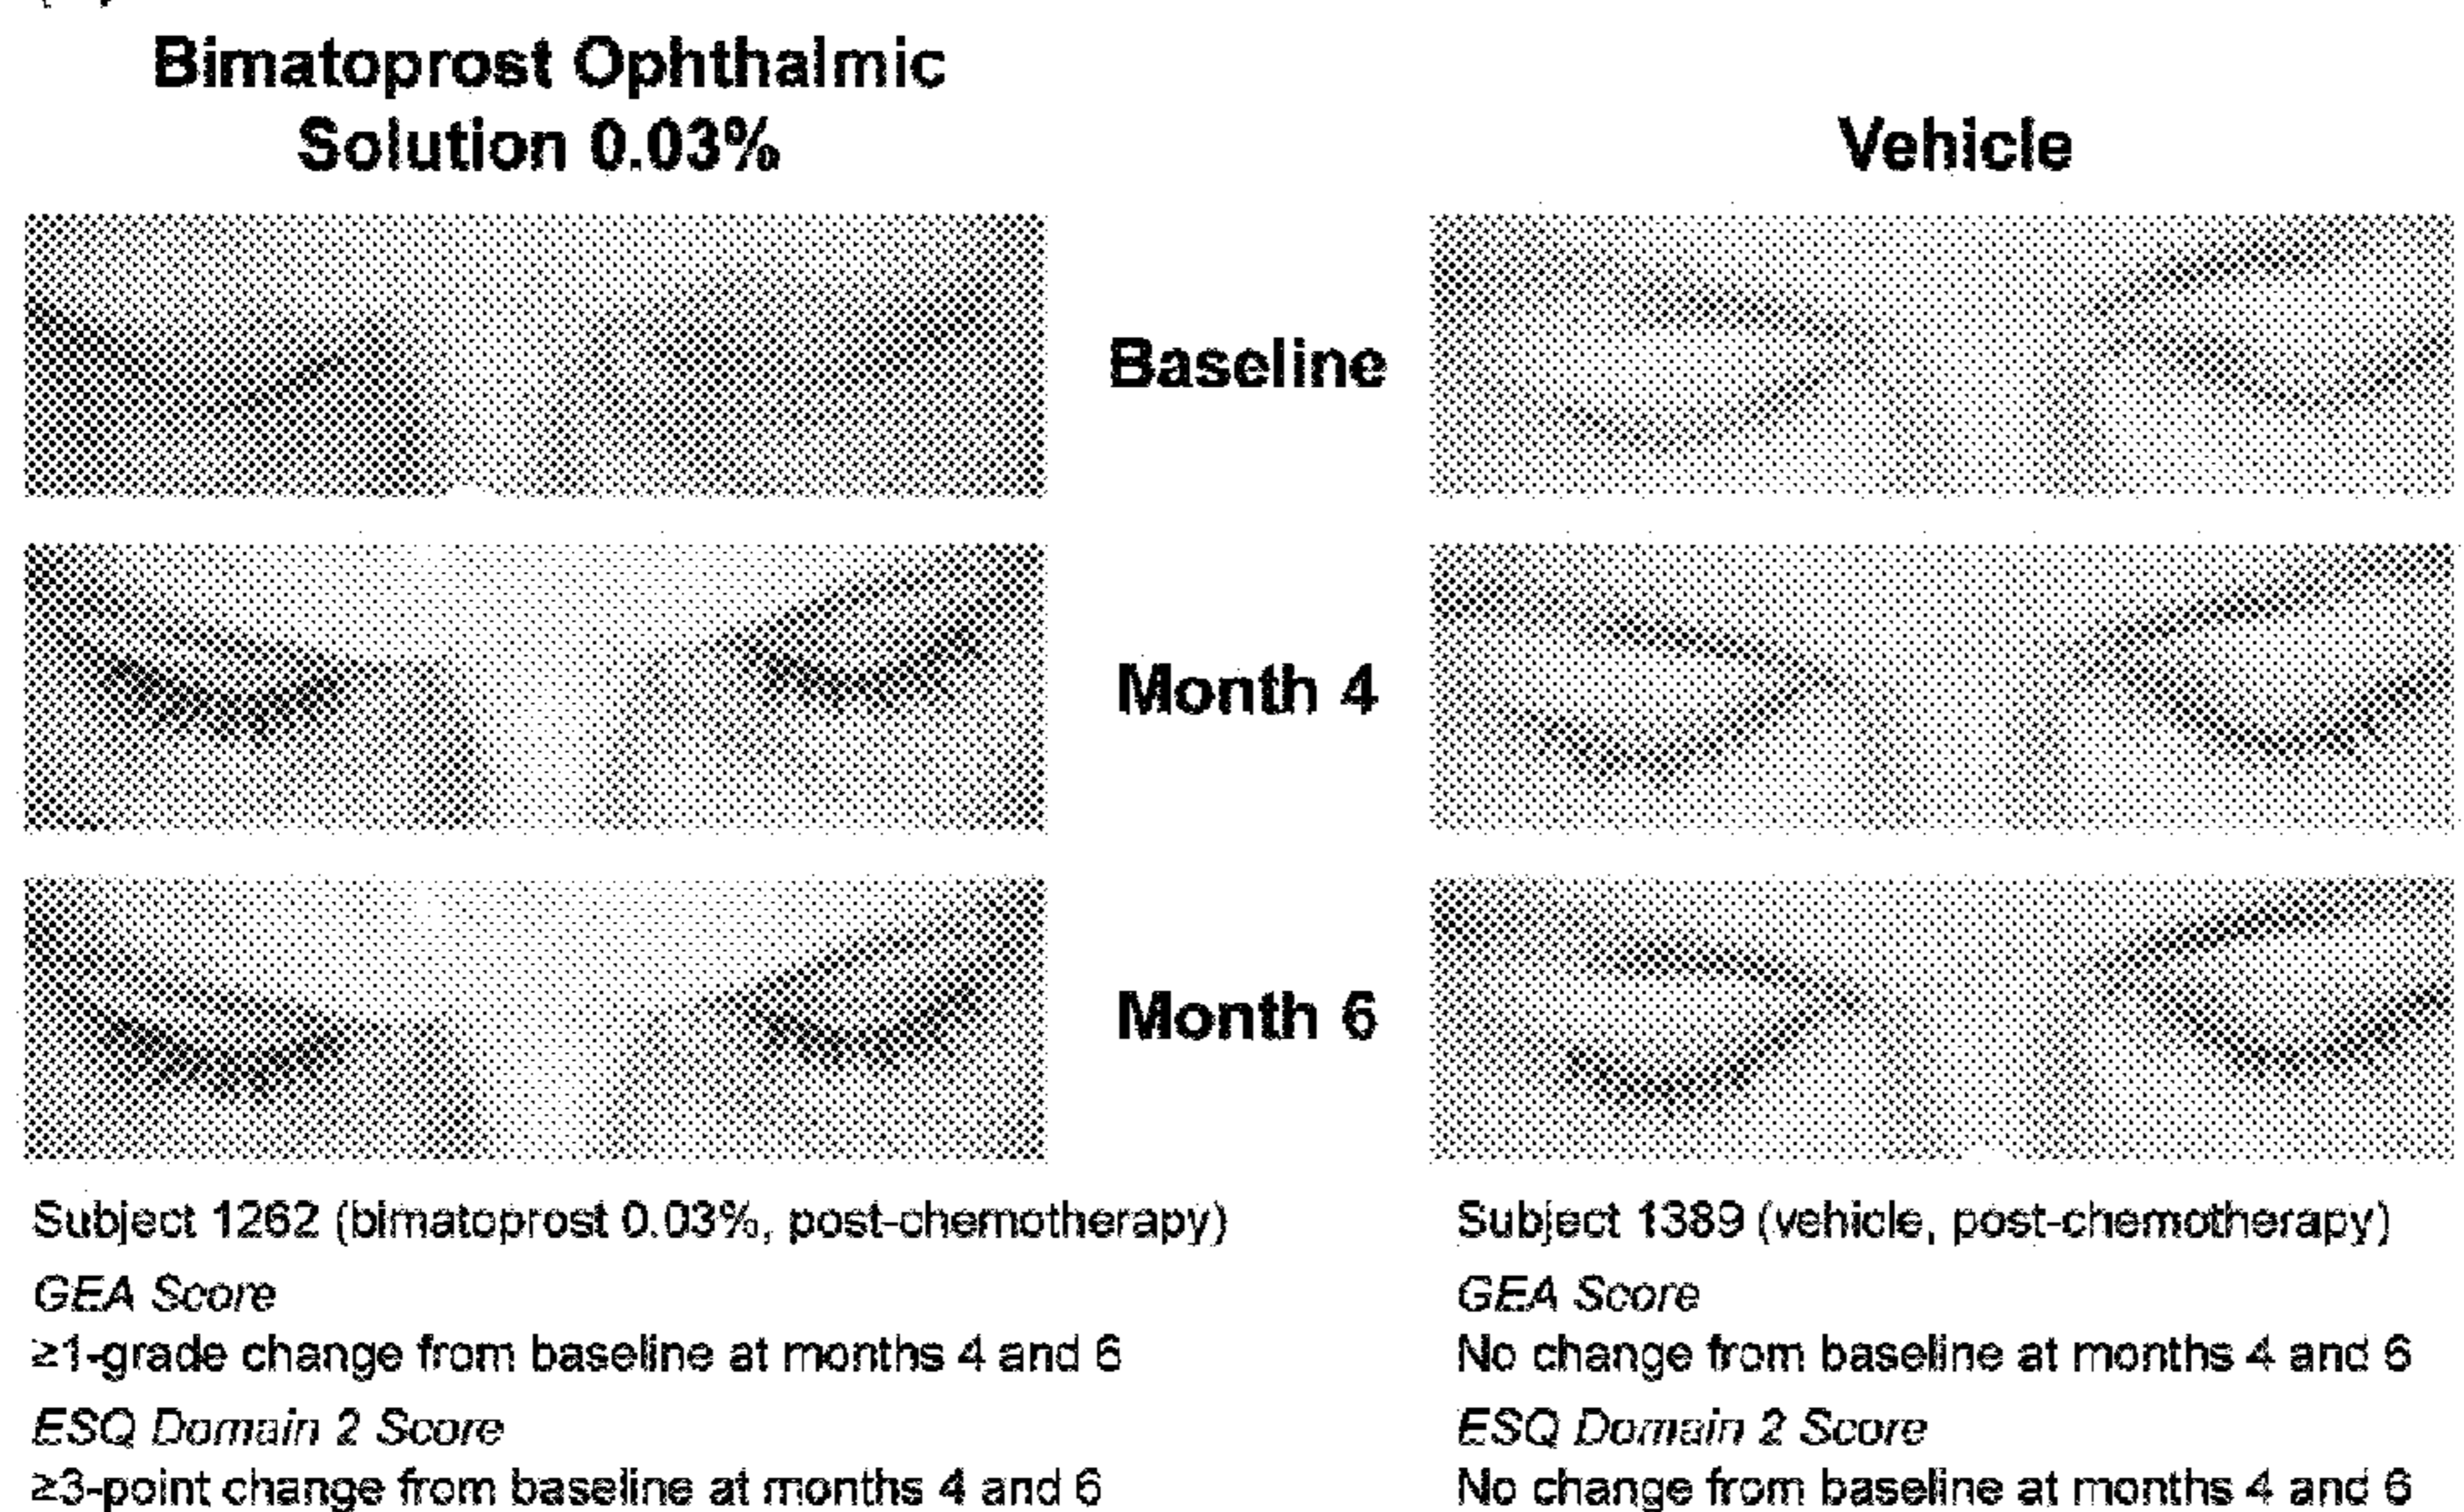 Bimatoprost Ophthalmic
Solution 0.03%
Vehicle
Baseline
Month 4
Month 6
Subject 1262 (bimatoprost 0.03%, post-chemotherapy)
GEA Score
≥1-grade change from baseline at months 4 and 6
ESQ Domain 2 Score
≥3-point change from baseline at months 4 and 6
Subject 1389 (vehicle, post-chemotherapy)
GEA Score
No change from baseline at months 4 and 6
ESQ Domain 2 Score
No change from baseline at months 4 and 6